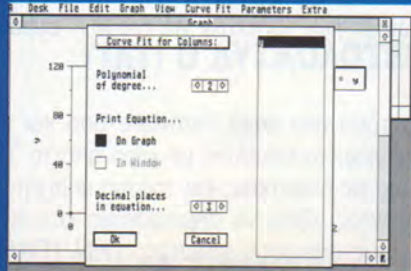 Desk File Edit Graph View Curve Fit Parameters Extra
Graph
Curve Fit for Columns:
Polynomial
of degree... 2
Print Equation...
On Graph
In Window
Decimal places
in equation...
Ok Cancel
120
80
40
0
0
y
y